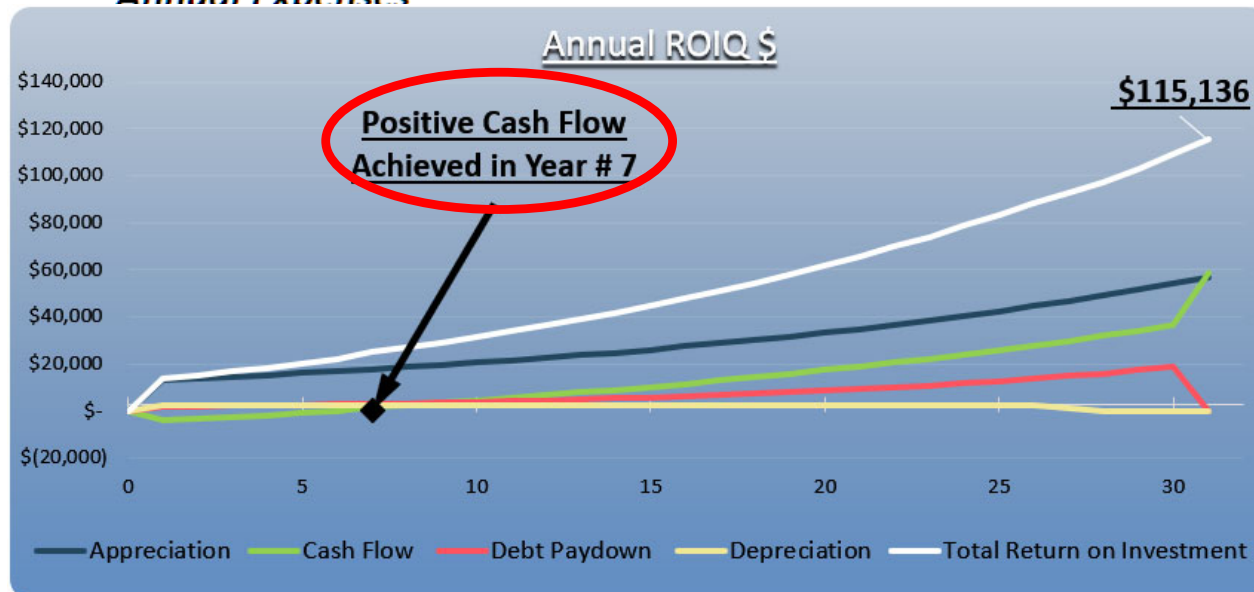 Annual Expenses
Annual ROIQ $
$140,000
$120,000
$100,000
$80,000
$60,000
$40,000
$20,000
$-
$(20,000)
Positive Cash Flow
Achieved in Year # 7
$115,136
0 5 10 15 20 25 30
Appreciation Cash Flow Debt Paydown Depreciation Total Return on Investment